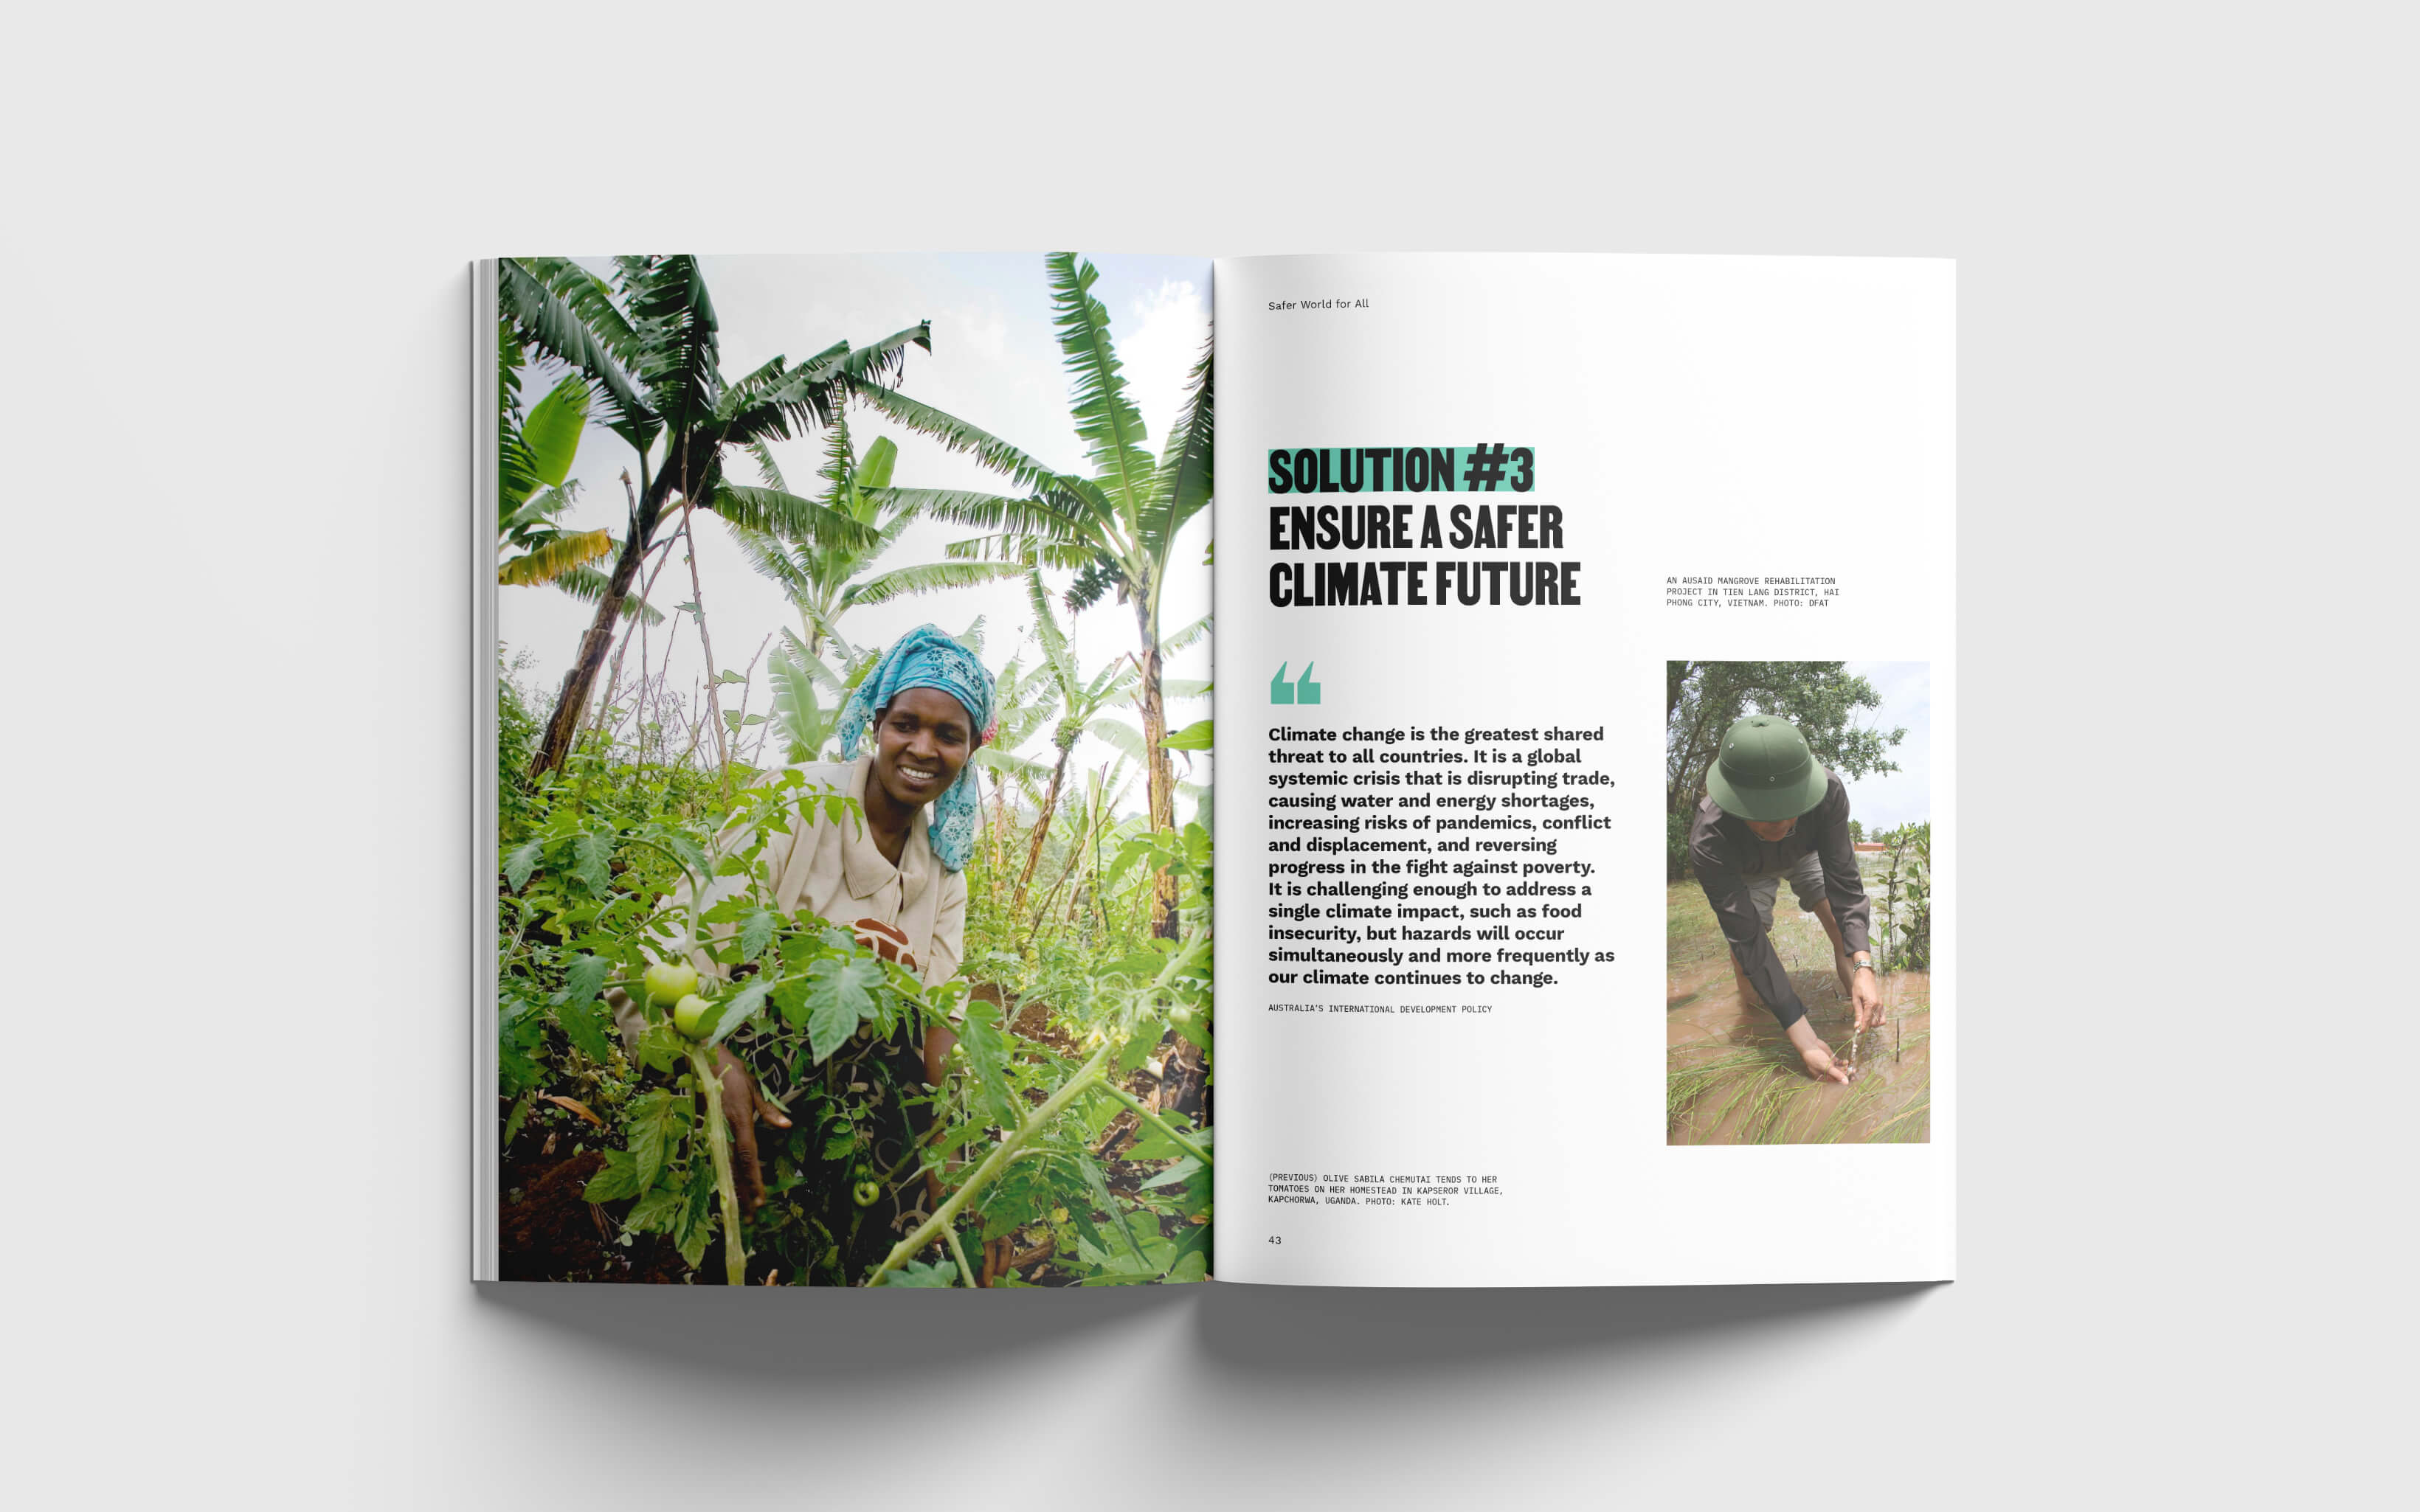 Safer World for All
SOLUTION #3
ENSURE A SAFER
CLIMATE FUTURE
AN AUSAID MANGROVE REHABILITATION
PROJECT IN TIEN LANG DISTRICT, HAI
PHONG CITY, VIETNAM. PHOTO: DFAT
“
Climate change is the greatest shared
threat to all countries. It is a global
systemic crisis that is disrupting trade,
causing water and energy shortages,
increasing risks of pandemics, conflict
and displacement, and reversing
progress in the fight against poverty.
It is challenging enough to address a
single climate impact, such as food
insecurity, but hazards will occur
simultaneously and more frequently as
our climate continues to change.
AUSTRALIA'S INTERNATIONAL DEVELOPMENT POLICY
(PREVIOUS) OLIVE SABILA CHEMUTAI TENDS TO HER
TOMATOES ON HER HOMESTEAD IN KAPSEROR VILLAGE,
KAPCHORWA, UGANDA. PHOTO: KATE HOLT.
43